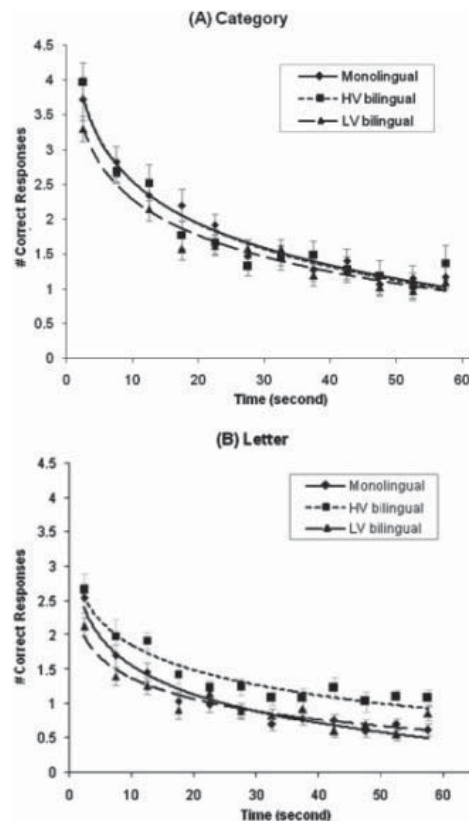 (A) Category
4.5
4
3.5
3
2.5
2
1.5
1
0.5
0
# Correct Responses
Monolingual
HV bilingual
LV bilingual
0 10 20 30 40 50 60
Time (second)
(B) Letter
4.5
4
3.5
3
2.5
2
1.5
1
0.5
0
# Correct Responses
Monolingual
HV bilingual
LV bilingual
0 10 20 30 40 50 60
Time (second)